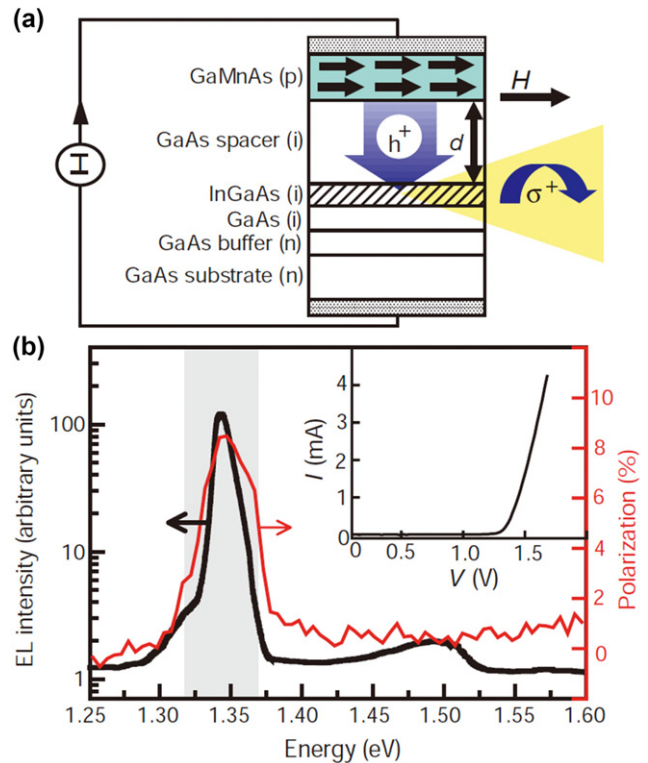 (a)
GaMnAs (p)
H
GaAs spacer (i)
h+
d
InGaAs (i)
σ+
GaAs (i)
GaAs buffer (n)
GaAs substrate (n)
I
(b)
EL intensity (arbitrary units)
100
10
1
1.25 1.30 1.35 1.40 1.45 1.50 1.55 1.60
Energy (eV)
Polarization (%)
10
8
6
4
2
0
I (mA)
4
3
2
1
0
0 0.5 1.0 1.5
V (V)